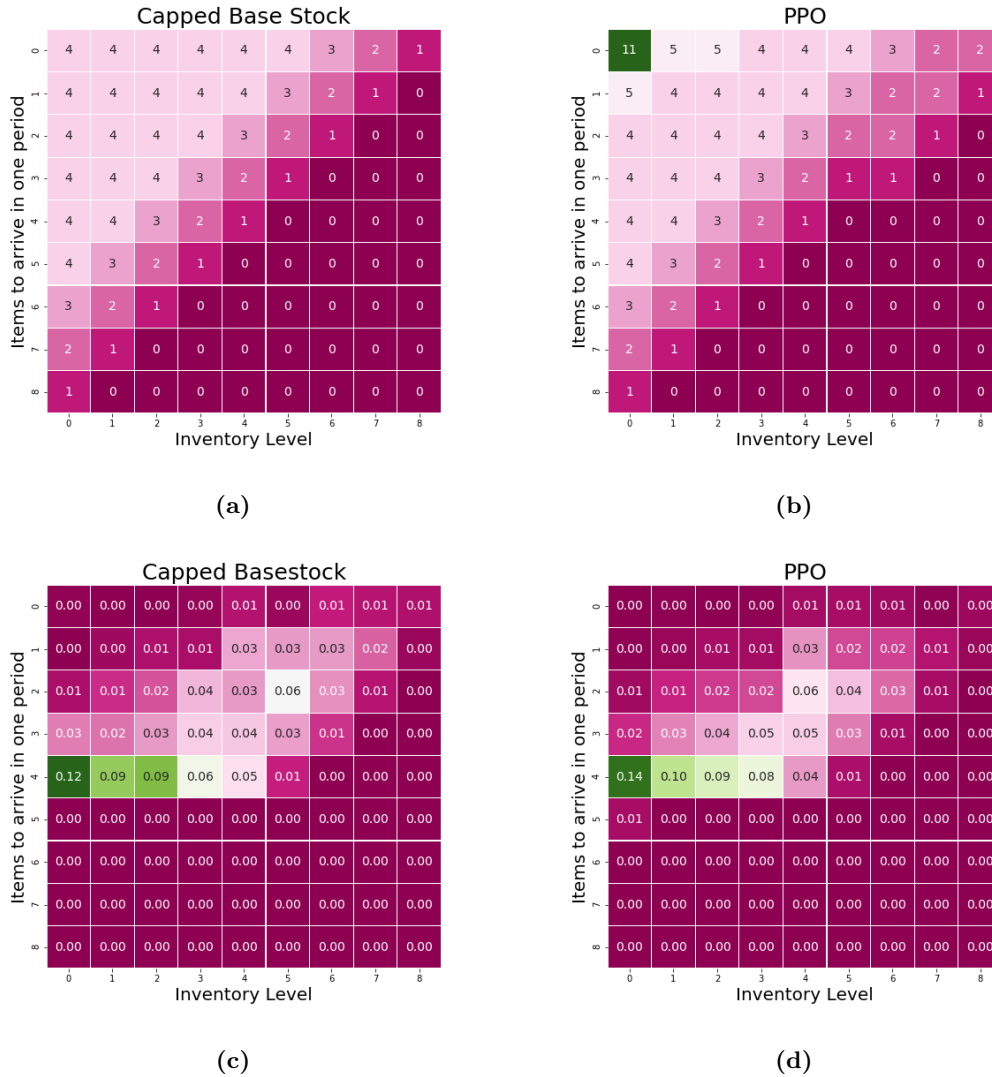 Capped Base Stock PPO
0 4 4 4 4 4 4 3 2 1 0 11 5 5 4 4 4 3 2 2
1 4 4 4 4 4 3 2 1 0 1 5 4 4 4 4 3 2 2 1
2 4 4 4 4 3 2 1 0 0 2 4 4 4 4 3 2 2 1 0
3 4 4 4 3 2 1 0 0 0 3 4 4 4 3 2 1 1 0 0
4 4 4 3 2 1 0 0 0 0 4 4 4 3 2 1 0 0 0 0
5 4 3 2 1 0 0 0 0 0 5 4 3 2 1 0 0 0 0 0
6 3 2 1 0 0 0 0 0 0 6 3 2 1 0 0 0 0 0 0
7 2 1 0 0 0 0 0 0 0 7 2 1 0 0 0 0 0 0 0
8 1 0 0 0 0 0 0 0 0 8 1 0 0 0 0 0 0 0 0
Items to arrive in one period Items to arrive in one period
0 1 2 3 4 5 6 7 8 0 1 2 3 4 5 6 7 8
Inventory Level Inventory Level
(a) (b)
Capped Basestock PPO
0 0.00 0.00 0.00 0.00 0.01 0.00 0.01 0.01 0.01 0 0.00 0.00 0.00 0.00 0.01 0.01 0.01 0.00 0.00
1 0.00 0.00 0.01 0.01 0.03 0.03 0.03 0.02 0.00 1 0.00 0.00 0.01 0.01 0.03 0.02 0.02 0.01 0.00
2 0.01 0.01 0.02 0.04 0.03 0.06 0.03 0.01 0.00 2 0.01 0.01 0.02 0.02 0.06 0.04 0.03 0.01 0.00
3 0.03 0.02 0.03 0.04 0.04 0.03 0.01 0.00 0.00 3 0.02 0.03 0.04 0.05 0.05 0.03 0.01 0.00 0.00
4 0.12 0.09 0.09 0.06 0.05 0.01 0.00 0.00 0.00 4 0.14 0.10 0.09 0.08 0.04 0.01 0.00 0.00 0.00
5 0.00 0.00 0.00 0.00 0.00 0.00 0.00 0.00 0.00 5 0.01 0.00 0.00 0.00 0.00 0.00 0.00 0.00 0.00
6 0.00 0.00 0.00 0.00 0.00 0.00 0.00 0.00 0.00 6 0.00 0.00 0.00 0.00 0.00 0.00 0.00 0.00 0.00
7 0.00 0.00 0.00 0.00 0.00 0.00 0.00 0.00 0.00 7 0.00 0.00 0.00 0.00 0.00 0.00 0.00 0.00 0.00
8 0.00 0.00 0.00 0.00 0.00 0.00 0.00 0.00 0.00 8 0.00 0.00 0.00 0.00 0.00 0.00 0.00 0.00 0.00
Items to arrive in one period Items to arrive in one period
0 1 2 3 4 5 6 7 8 0 1 2 3 4 5 6 7 8
Inventory Level Inventory Level
(c) (d)